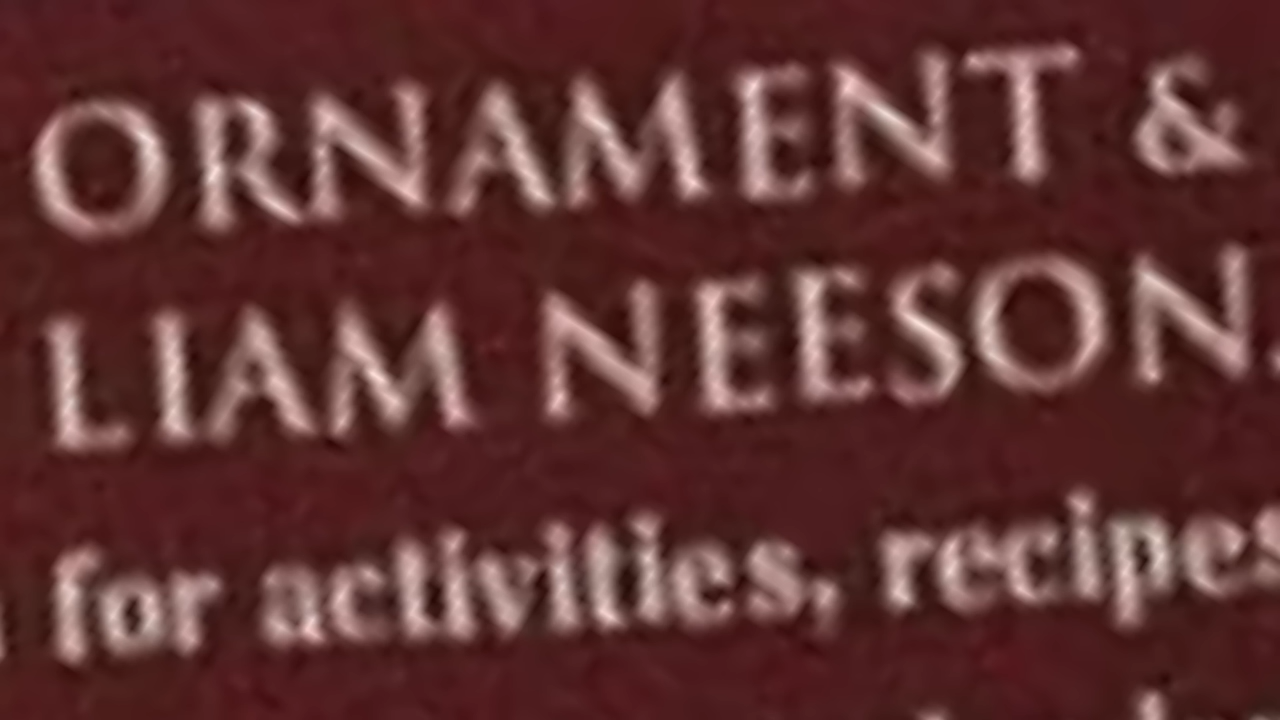 ORNAMENT &
LIAM NEESON.
for activities, recipes